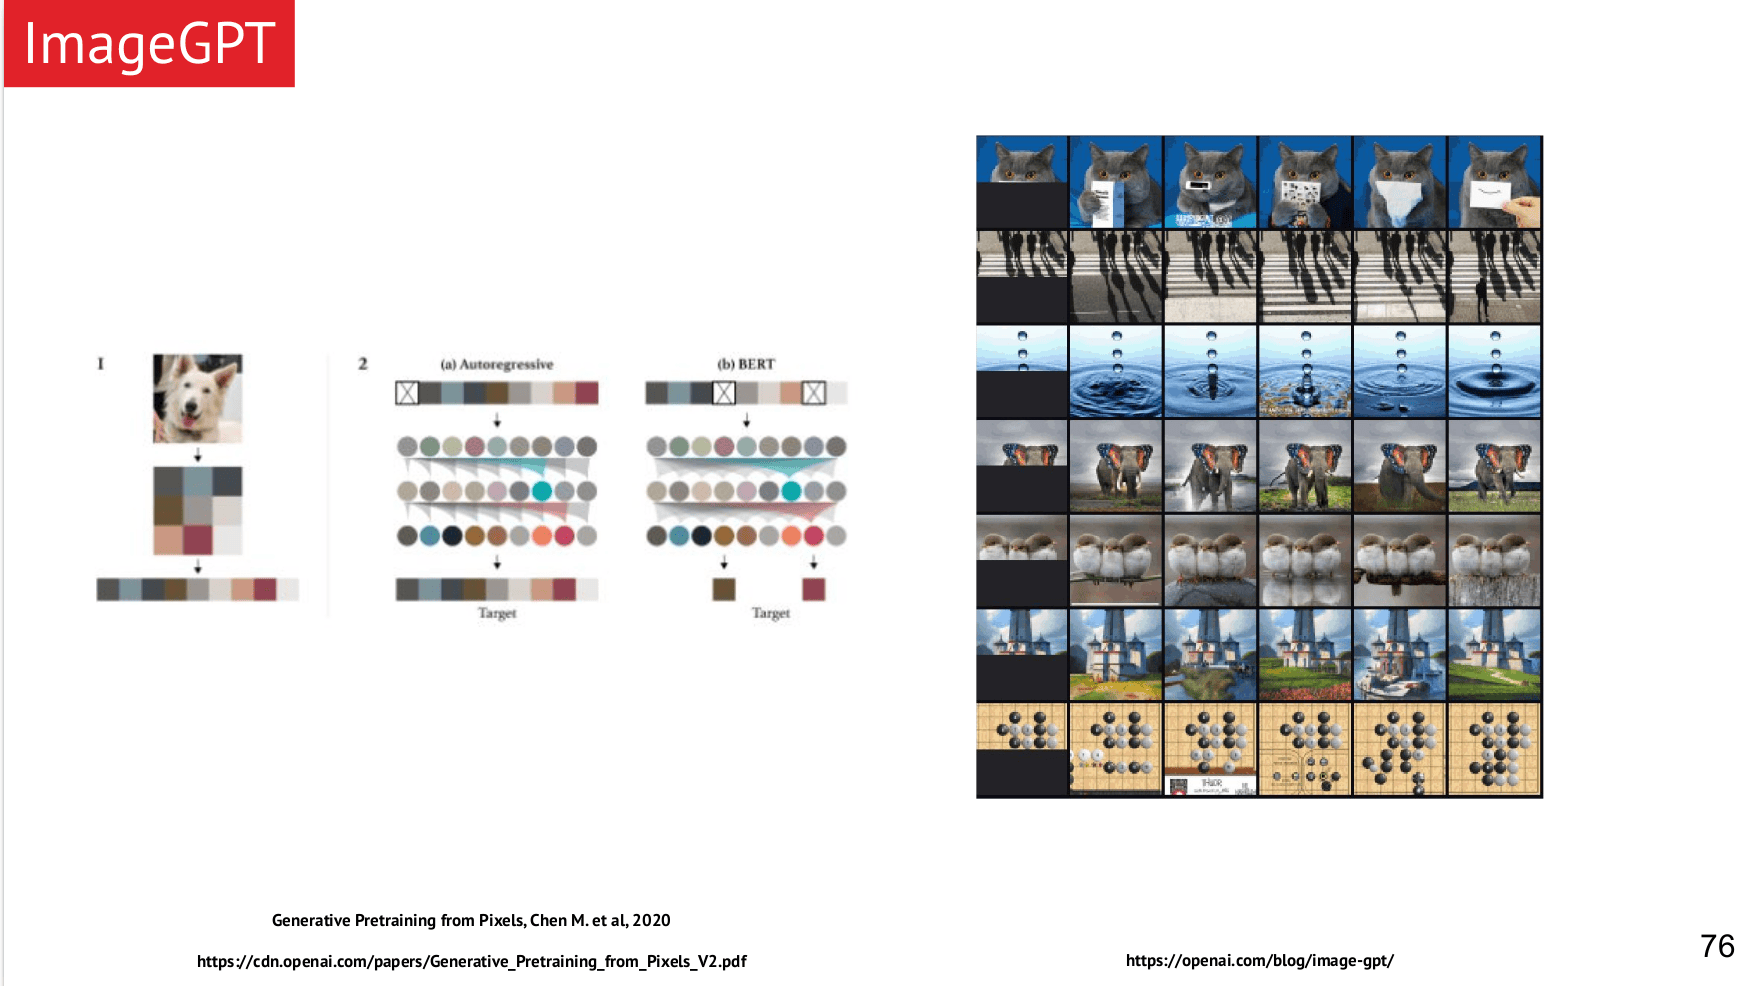 ImageGPT
1
2
(a) Autoregressive
(b) BERT
Target
Target
Generative Pretraining from Pixels, Chen M. et al, 2020
https://cdn.openai.com/papers/Generative_Pretraining_from_Pixels_V2.pdf
https://openai.com/blog/image-gpt/
76